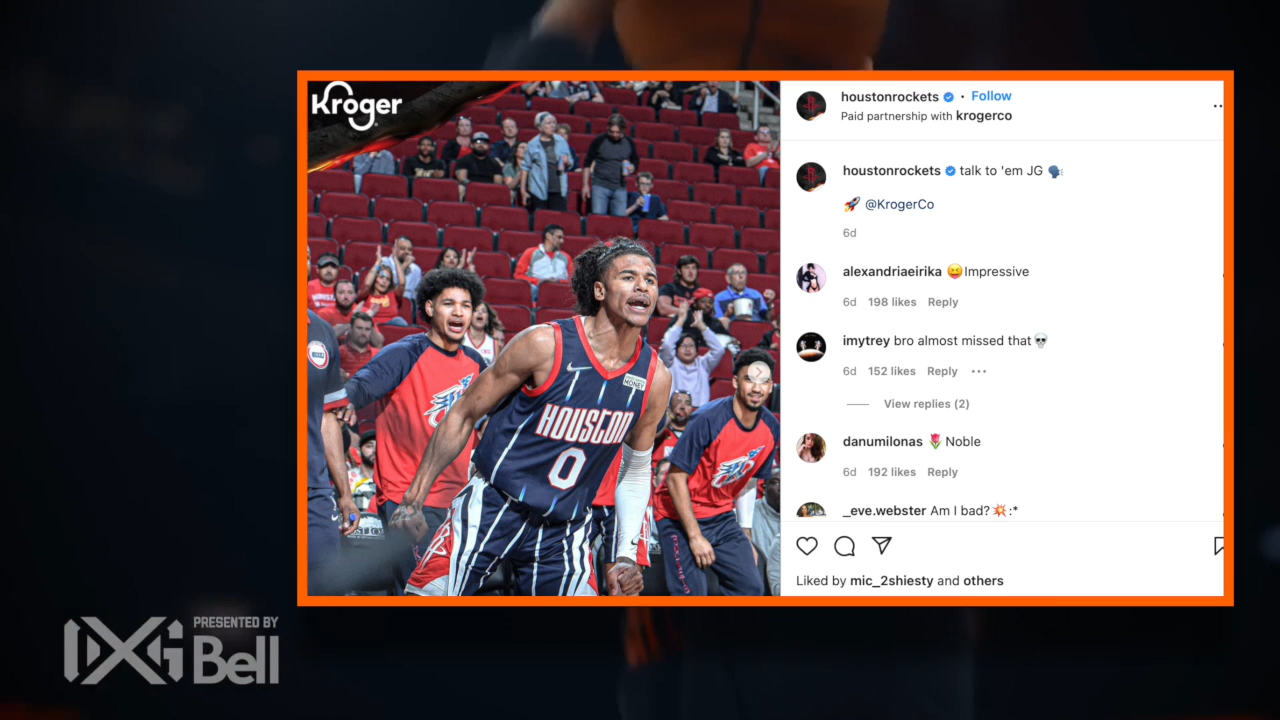 Kroger
houstonrockets • Follow
Paid partnership with krogerco
houstonrockets talk to 'em JG 🗣️
🚀 @KrogerCo
6d
alexandriaeirika 😝Impressive
6d 198 likes Reply
imytrey bro almost missed that💀
6d 152 likes Reply •••
View replies (2)
danumilonas 🌷Noble
6d 192 likes Reply
_eve.webster Am I bad?💥:*
Liked by mic_2shiesty and others
MONEY
HOUSTON
0
PRESENTED BY
Bell